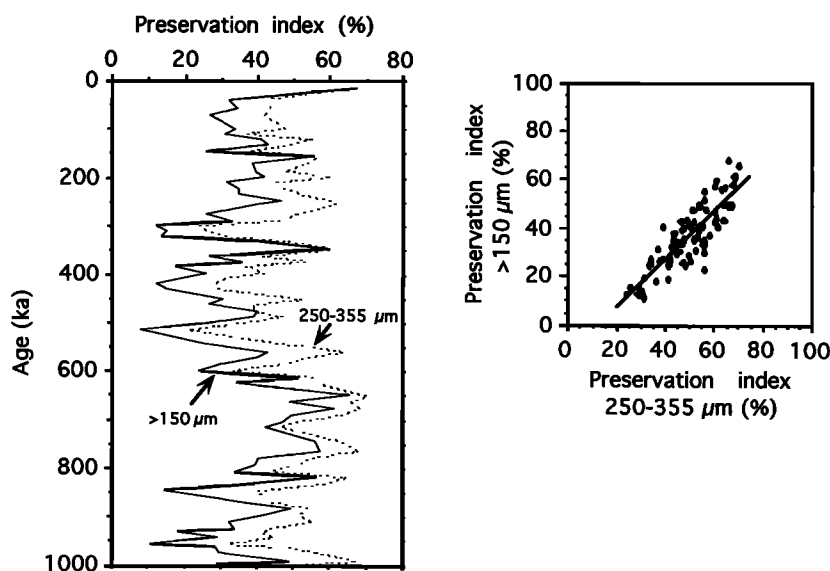 Preservation index (%)
0 20 40 60 80
0
200
400
600
800
1000
Age (ka)
250-355 µm
>150 µm
100
80
60
40
20
0
Preservation index
>150 µm (%)
0 20 40 60 80 100
Preservation index
250-355 µm (%)